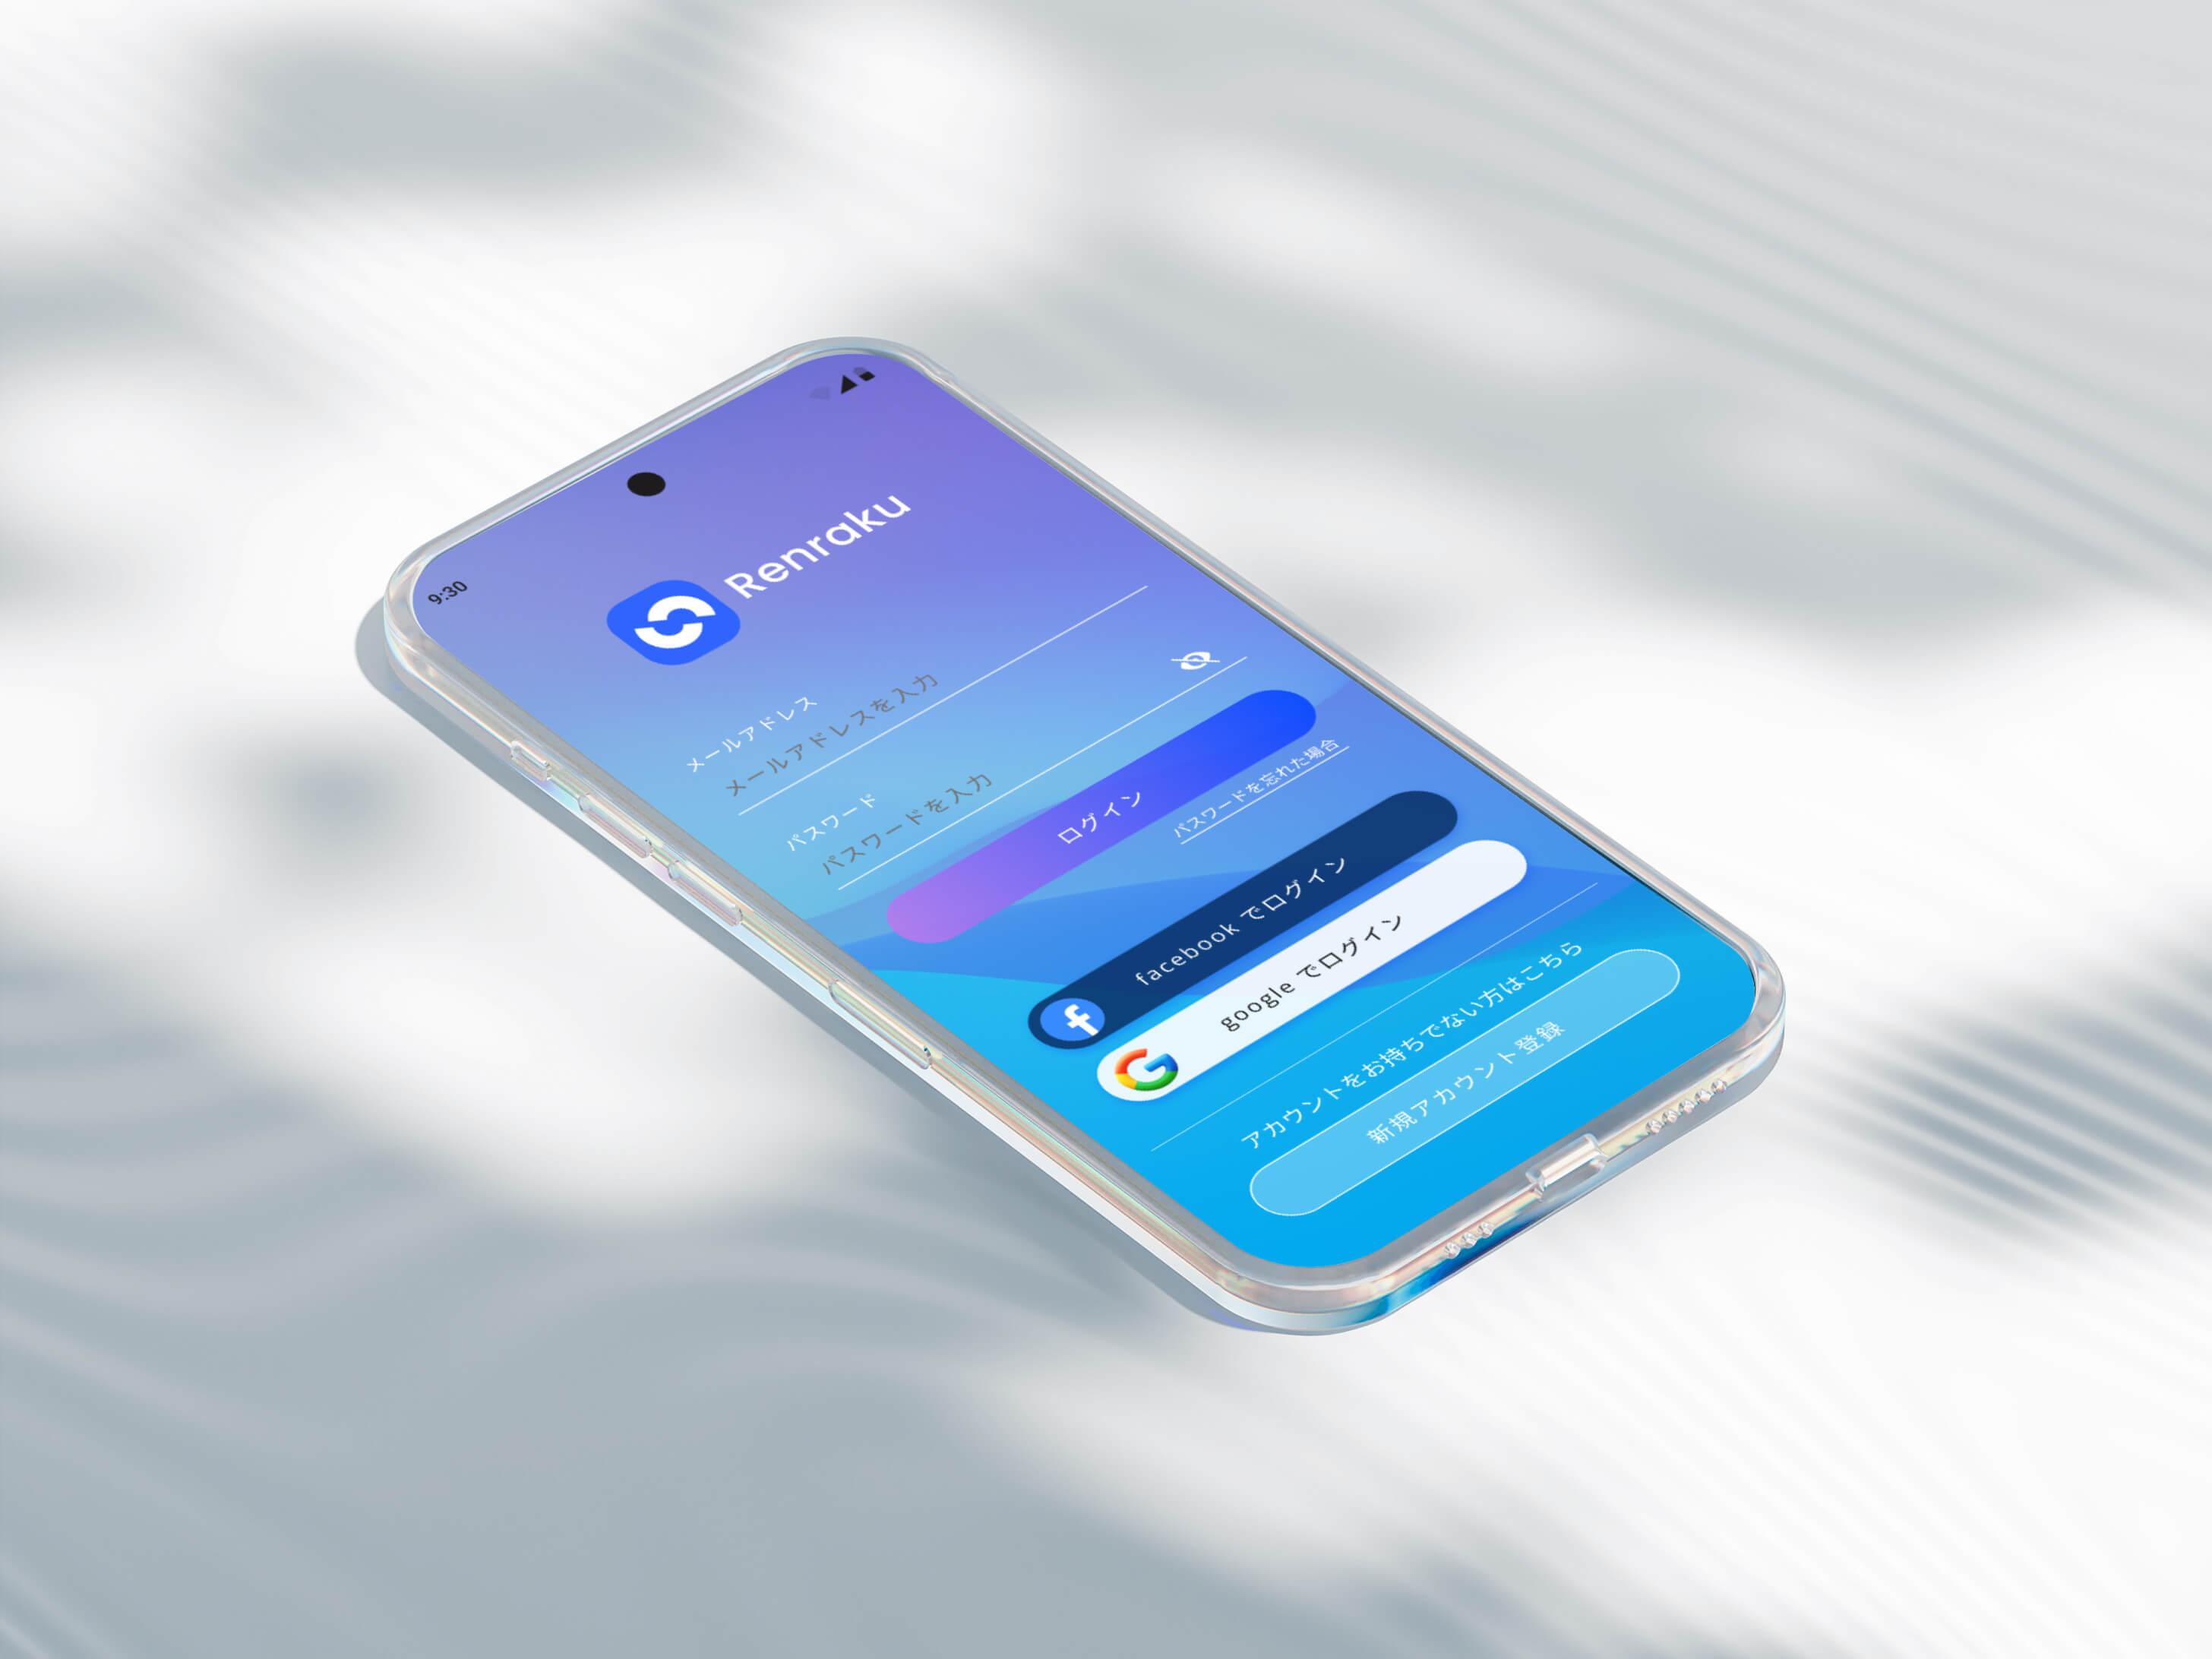 9:30
Renraku
メールアドレス
メールアドレスを入力
パスワード
パスワードを入力
ログイン
パスワードを忘れた場合
facebook でログイン
google でログイン
アカウントをお持ちでない方はこちら
新規アカウント登録